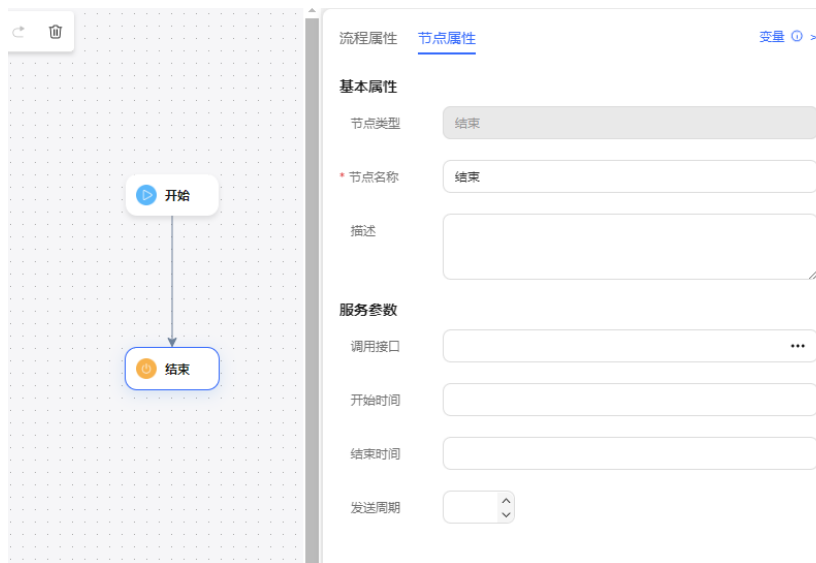 流程属性 节点属性 变量 >
基本属性
节点类型 结束
* 节点名称 结束
描述
开始
服务参数
调用接口 •••
结束
开始时间
结束时间
发送周期